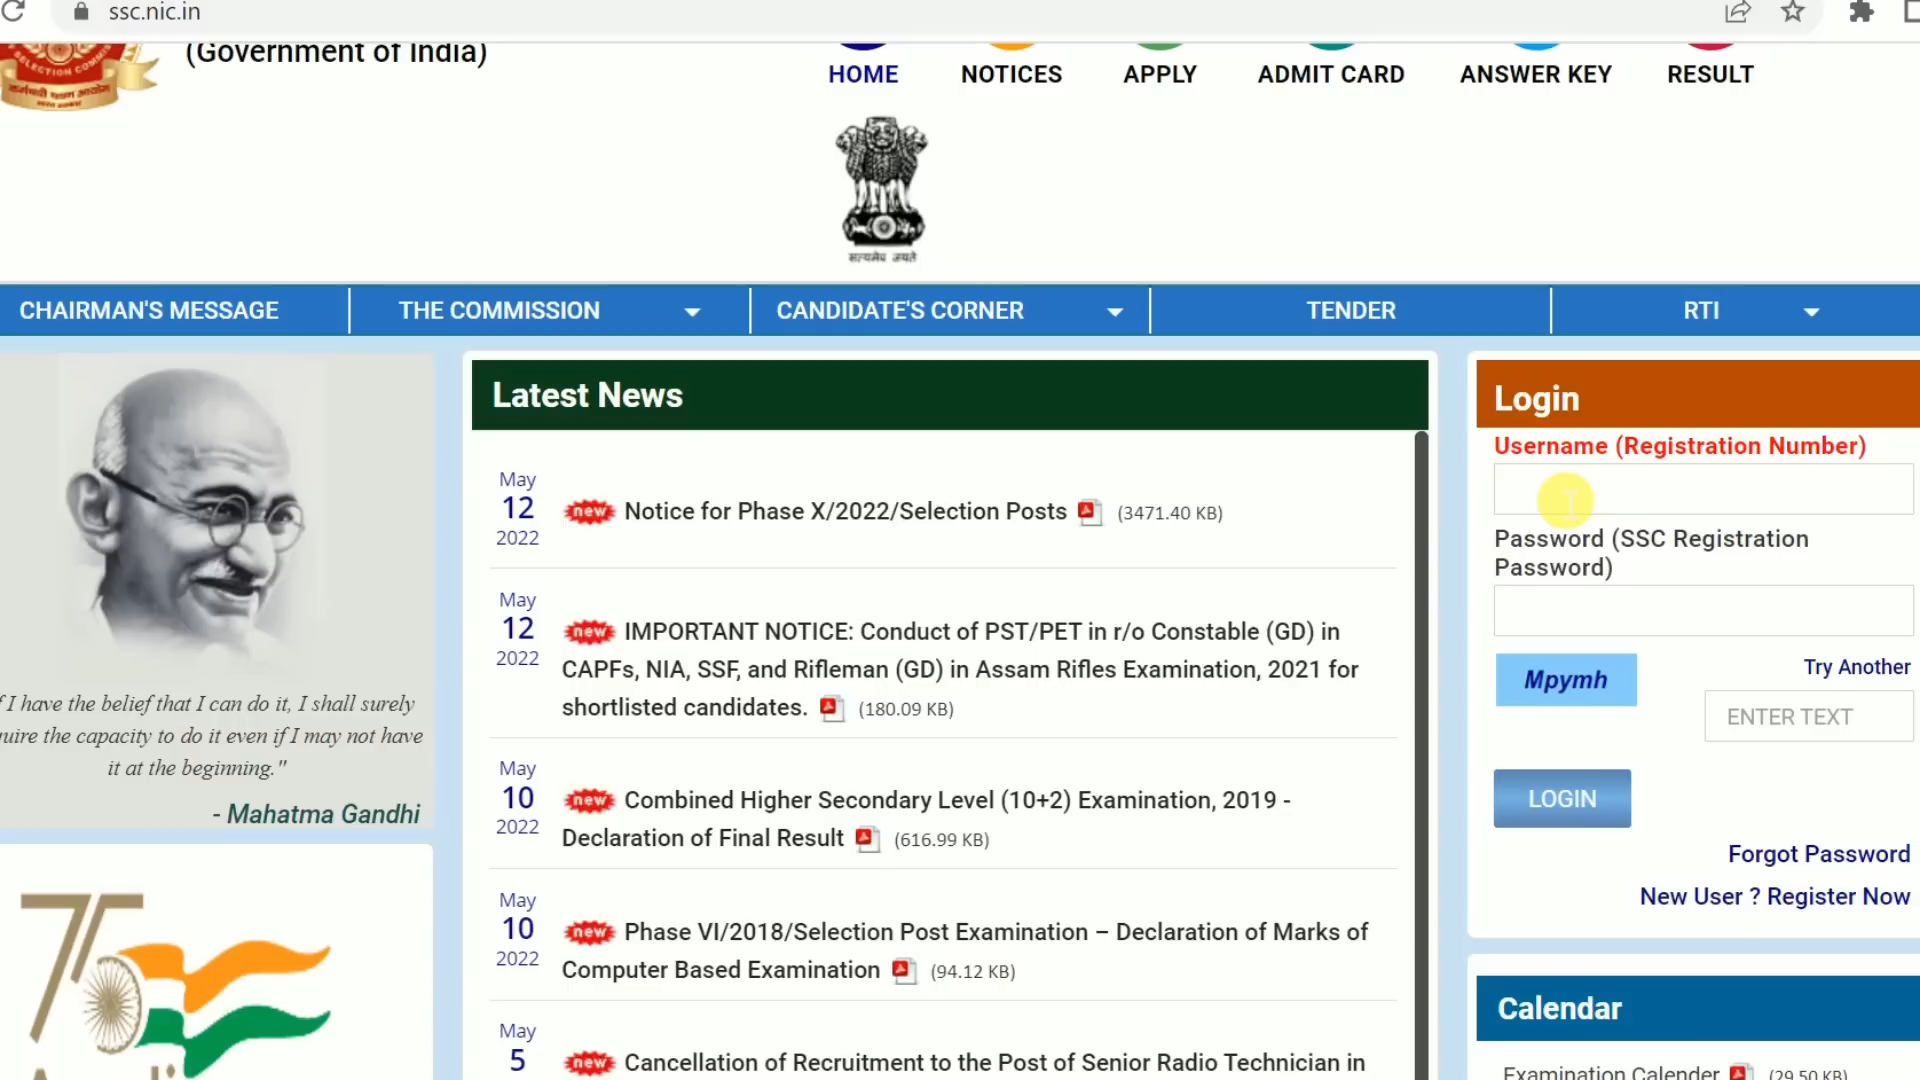 ssc.nic.in
(Government of India)
SELECTION COMMIS
कर्मचारी चयन आयोग
HOME
NOTICES
APPLY
ADMIT CARD
ANSWER KEY
RESULT
सत्यमेव जयते
CHAIRMAN'S MESSAGE
THE COMMISSION
CANDIDATE'S CORNER
TENDER
RTI
f I have the belief that I can do it, I shall surely
quire the capacity to do it even if I may not have
it at the beginning."
- Mahatma Gandhi
75
Latest News
May
12
2022
new Notice for Phase X/2022/Selection Posts (3471.40 KB)
May
12
2022
new IMPORTANT NOTICE: Conduct of PST/PET in r/o Constable (GD) in
CAPFs, NIA, SSF, and Rifleman (GD) in Assam Rifles Examination, 2021 for
shortlisted candidates. (180.09 KB)
May
10
2022
new Combined Higher Secondary Level (10+2) Examination, 2019 -
Declaration of Final Result (616.99 KB)
May
10
2022
new Phase VI/2018/Selection Post Examination – Declaration of Marks of
Computer Based Examination (94.12 KB)
May
5
new Cancellation of Recruitment to the Post of Senior Radio Technician in
Login
Username (Registration Number)
Password (SSC Registration
Password)
Mpymh
Try Another
ENTER TEXT
LOGIN
Forgot Password
New User ? Register Now
Calendar
Examination Calender (29.50 KB)